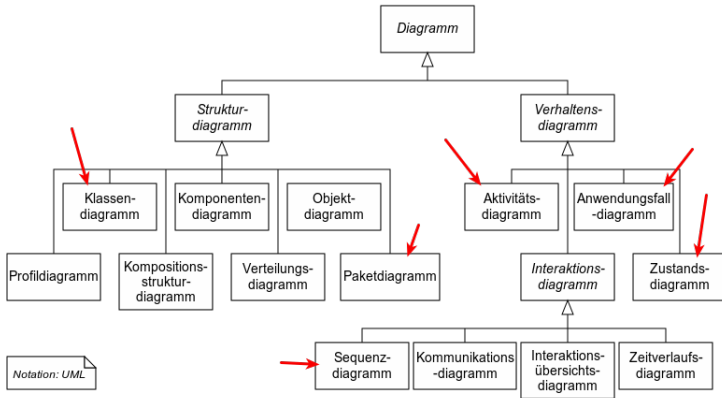 Diagramm
Struktur-
diagramm
Verhaltens-
diagramm
Klassen-
diagramm
Komponenten-
diagramm
Objekt-
diagramm
Aktivitäts-
diagramm
Anwendungsfall
-diagramm
Profildiagramm
Kompositions-
struktur-
diagramm
Verteilungs-
diagramm
Paketdiagramm
Interaktions-
diagramm
Zustands-
diagramm
Sequenz-
diagramm
Kommunikations
-diagramm
Interaktions-
übersichts-
diagramm
Zeitverlaufs-
diagramm
Notation: UML